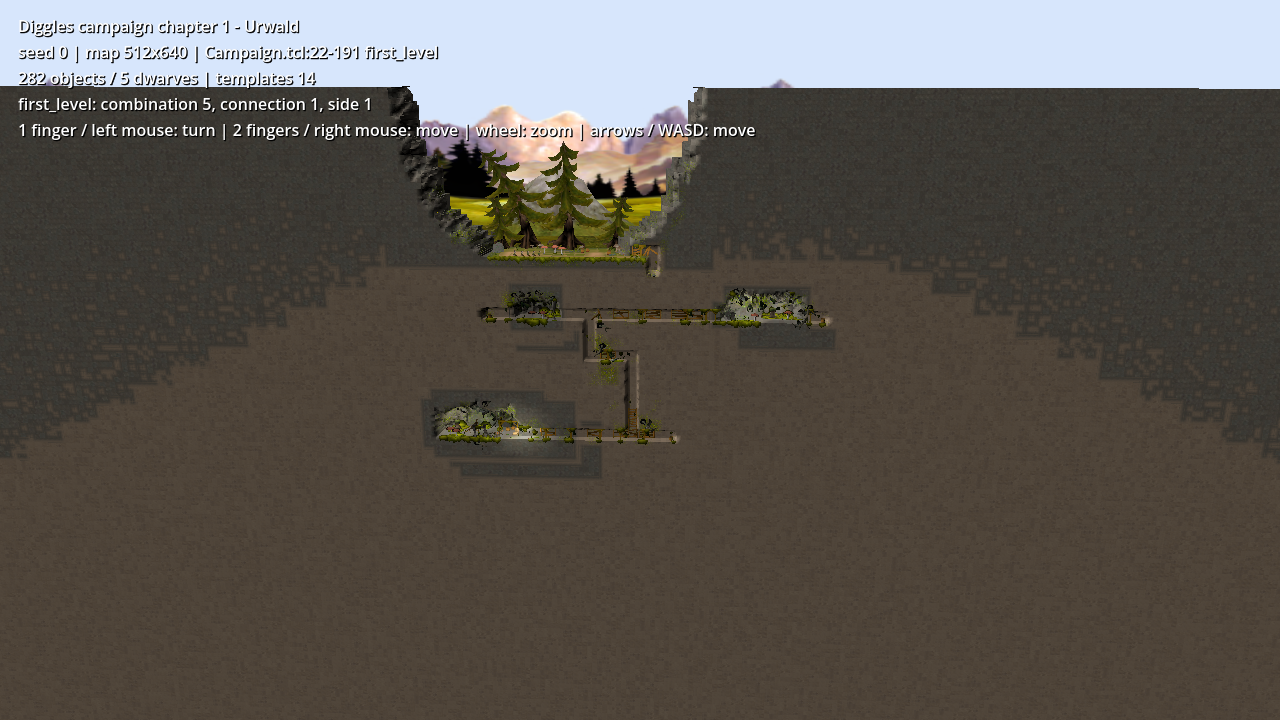 Diggles campaign chapter 1 - Urwald
seed 0 | map 512x640 | Campaign.tcl:22-191 first_level
282 objects / 5 dwarves | templates 14
first_level: combination 5, connection 1, side 1
1 finger / left mouse: turn | 2 fingers / right mouse: move | wheel: zoom | arrows / WASD: move